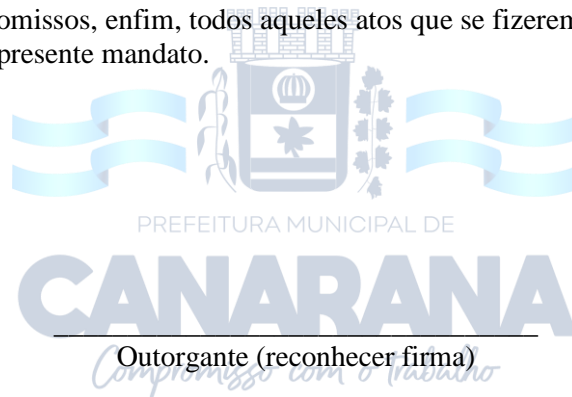 omissos, enfim, todos aqueles atos que se fizerem
presente mandato.
PREFEITURA MUNICIPAL DE
CANARANA
Outorgante (reconhecer firma)
Compromisso com o trabalho